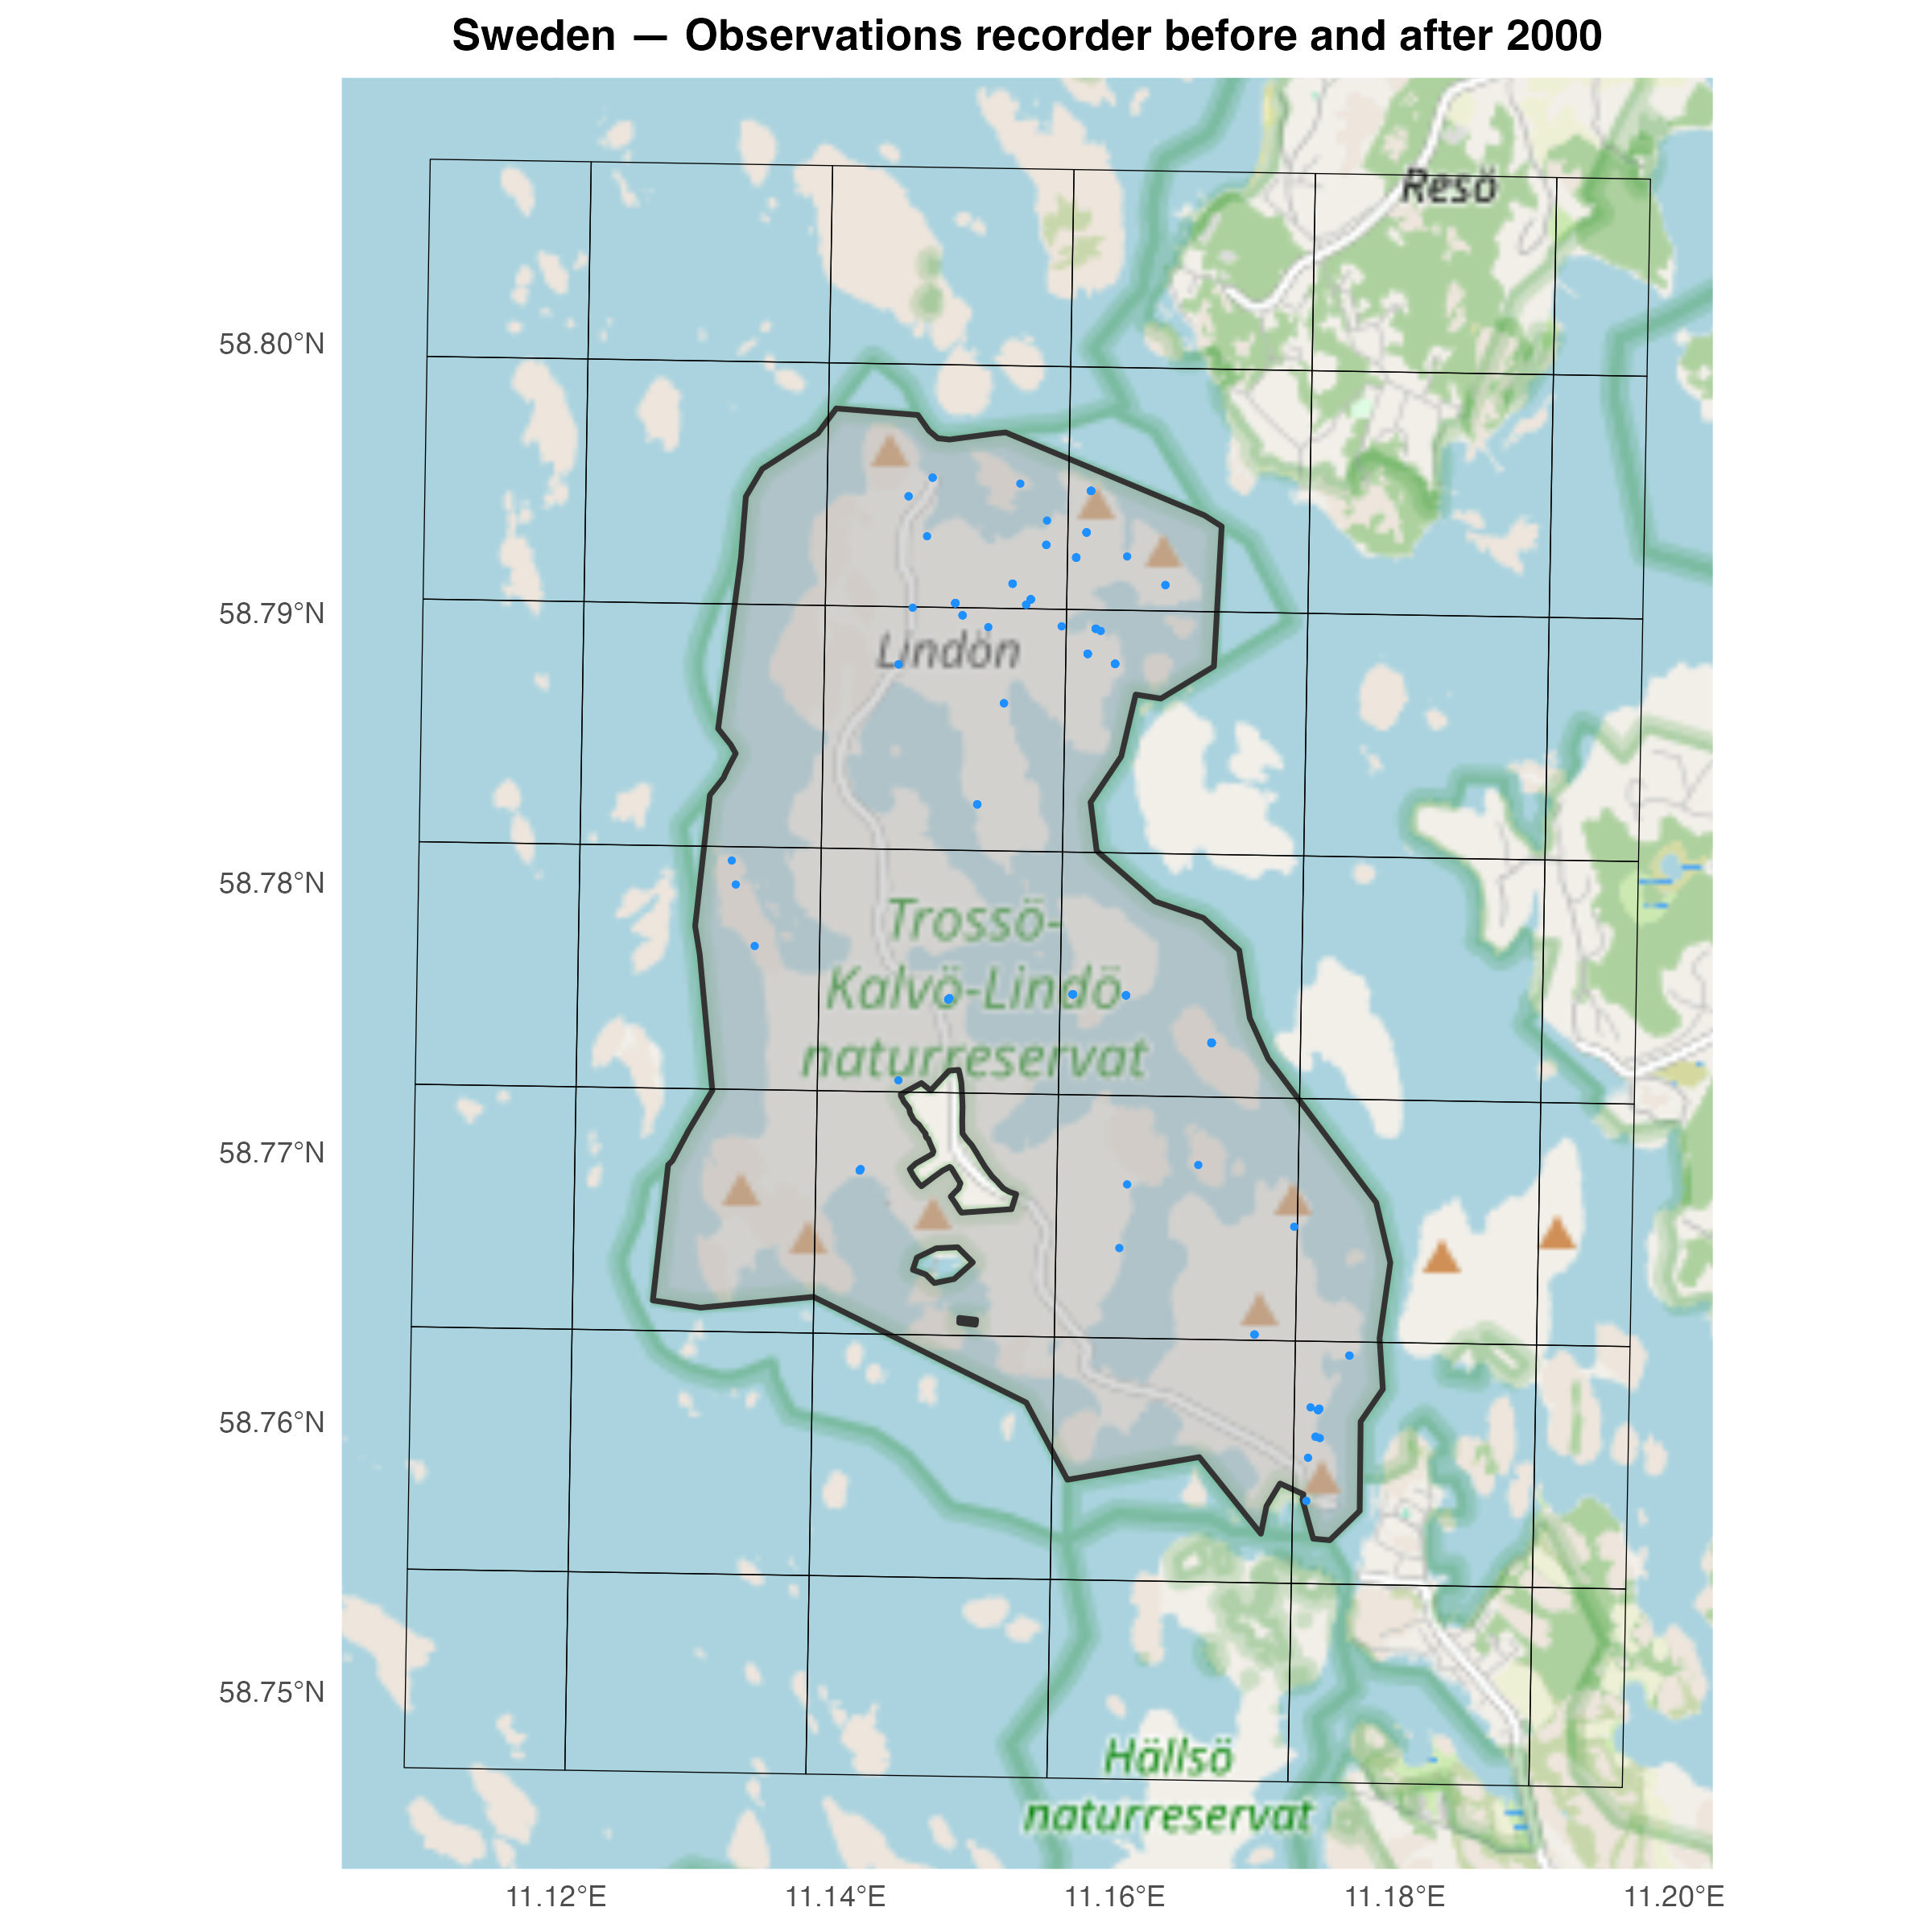 Sweden — Observations recorder before and after 2000
Resö
58.80°N
58.79°N
Lindön
58.78°N
Trossö-
Kalvö-Lindö
naturreservat
58.77°N
58.76°N
58.75°N
Hällsö
naturreservat
11.12°E
11.14°E
11.16°E
11.18°E
11.20°E